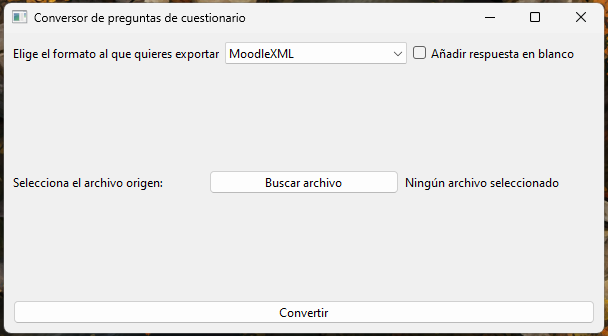 Conversor de preguntas de cuestionario
Elige el formato al que quieres exportar MoodleXML Añadir respuesta en blanco
Selecciona el archivo origen: Buscar archivo Ningún archivo seleccionado
Convertir